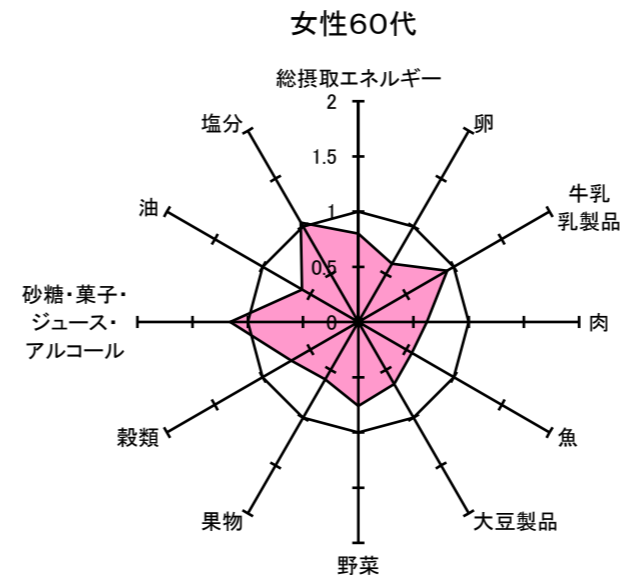 女性60代
総摂取エネルギー
2
塩分
卵
1.5
油
牛乳
乳製品
1
0.5
砂糖・菓子・
ジュース・
アルコール
0
肉
穀類
魚
果物
大豆製品
野菜